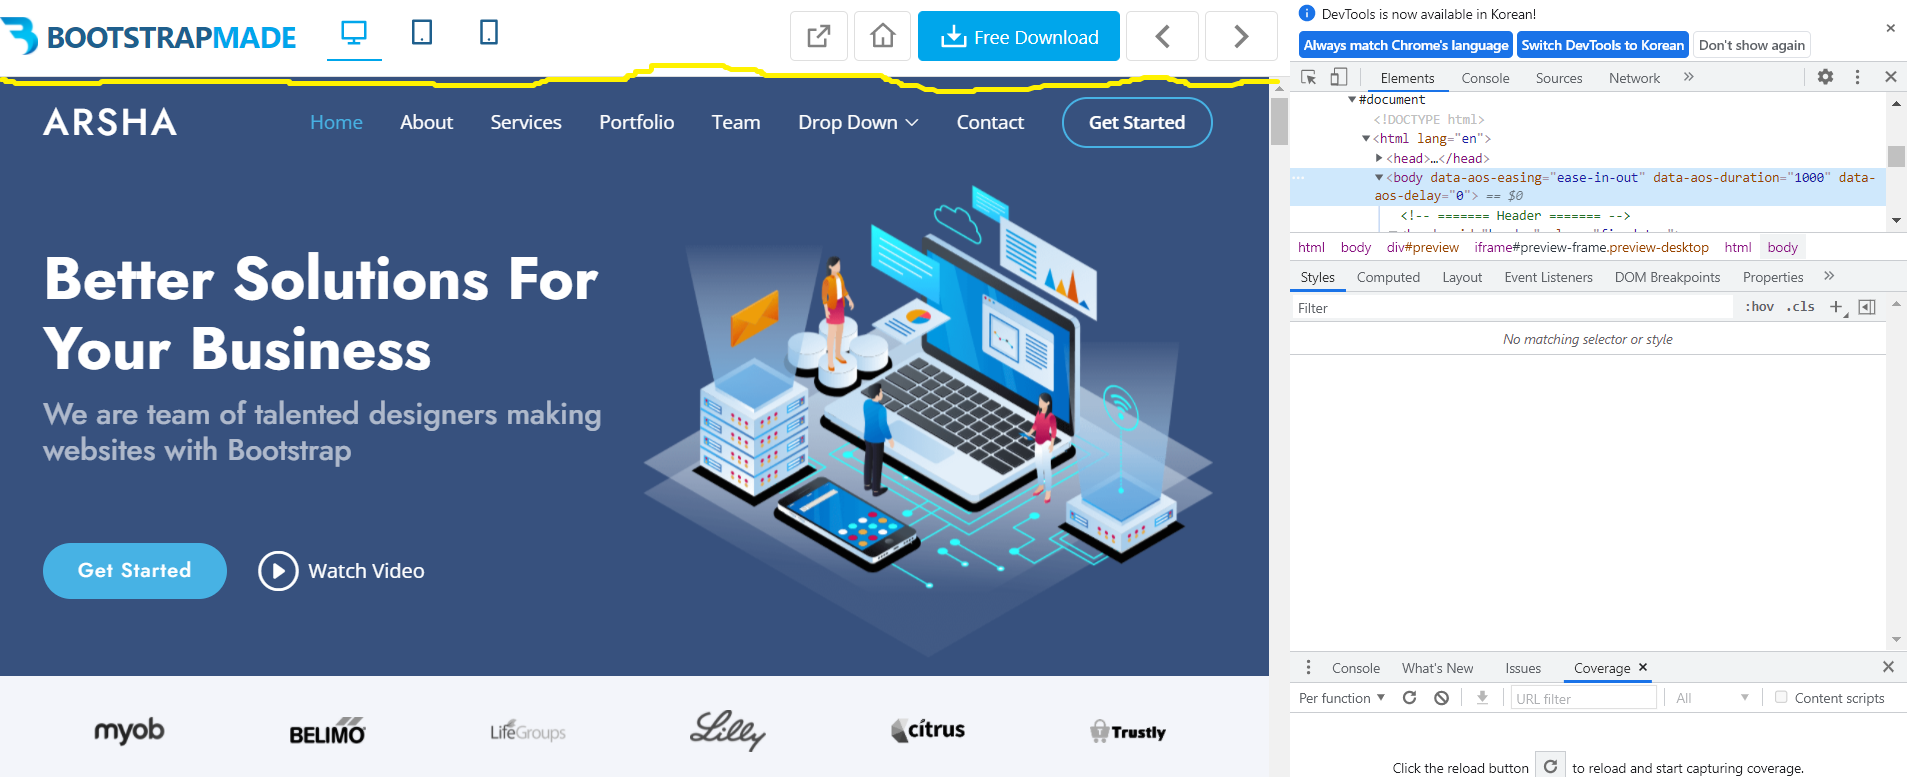 BOOTSTRAPMADE
Free Download
ARSHA
Home About Services Portfolio Team Drop Down Contact Get Started
Better Solutions For
Your Business
We are team of talented designers making
websites with Bootstrap
Get Started
Watch Video
myob BELIMO LifeGroups Lilly citrus Trustly
DevTools is now available in Korean!
Always match Chrome's language Switch DevTools to Korean Don't show again
Elements Console Sources Network »
#document
<!DOCTYPE html>
<html lang="en">
<head>…</head>
<body data-aos-easing="ease-in-out" data-aos-duration="1000" data-
aos-delay="0"> == $0
<!-- ======= Header ======= -->
html body div#preview iframe#preview-frame.preview-desktop html body
Styles Computed Layout Event Listeners DOM Breakpoints Properties »
Filter :hov .cls +
No matching selector or style
Console What's New Issues Coverage ×
Per function URL filter All Content scripts
Click the reload button to reload and start capturing coverage.